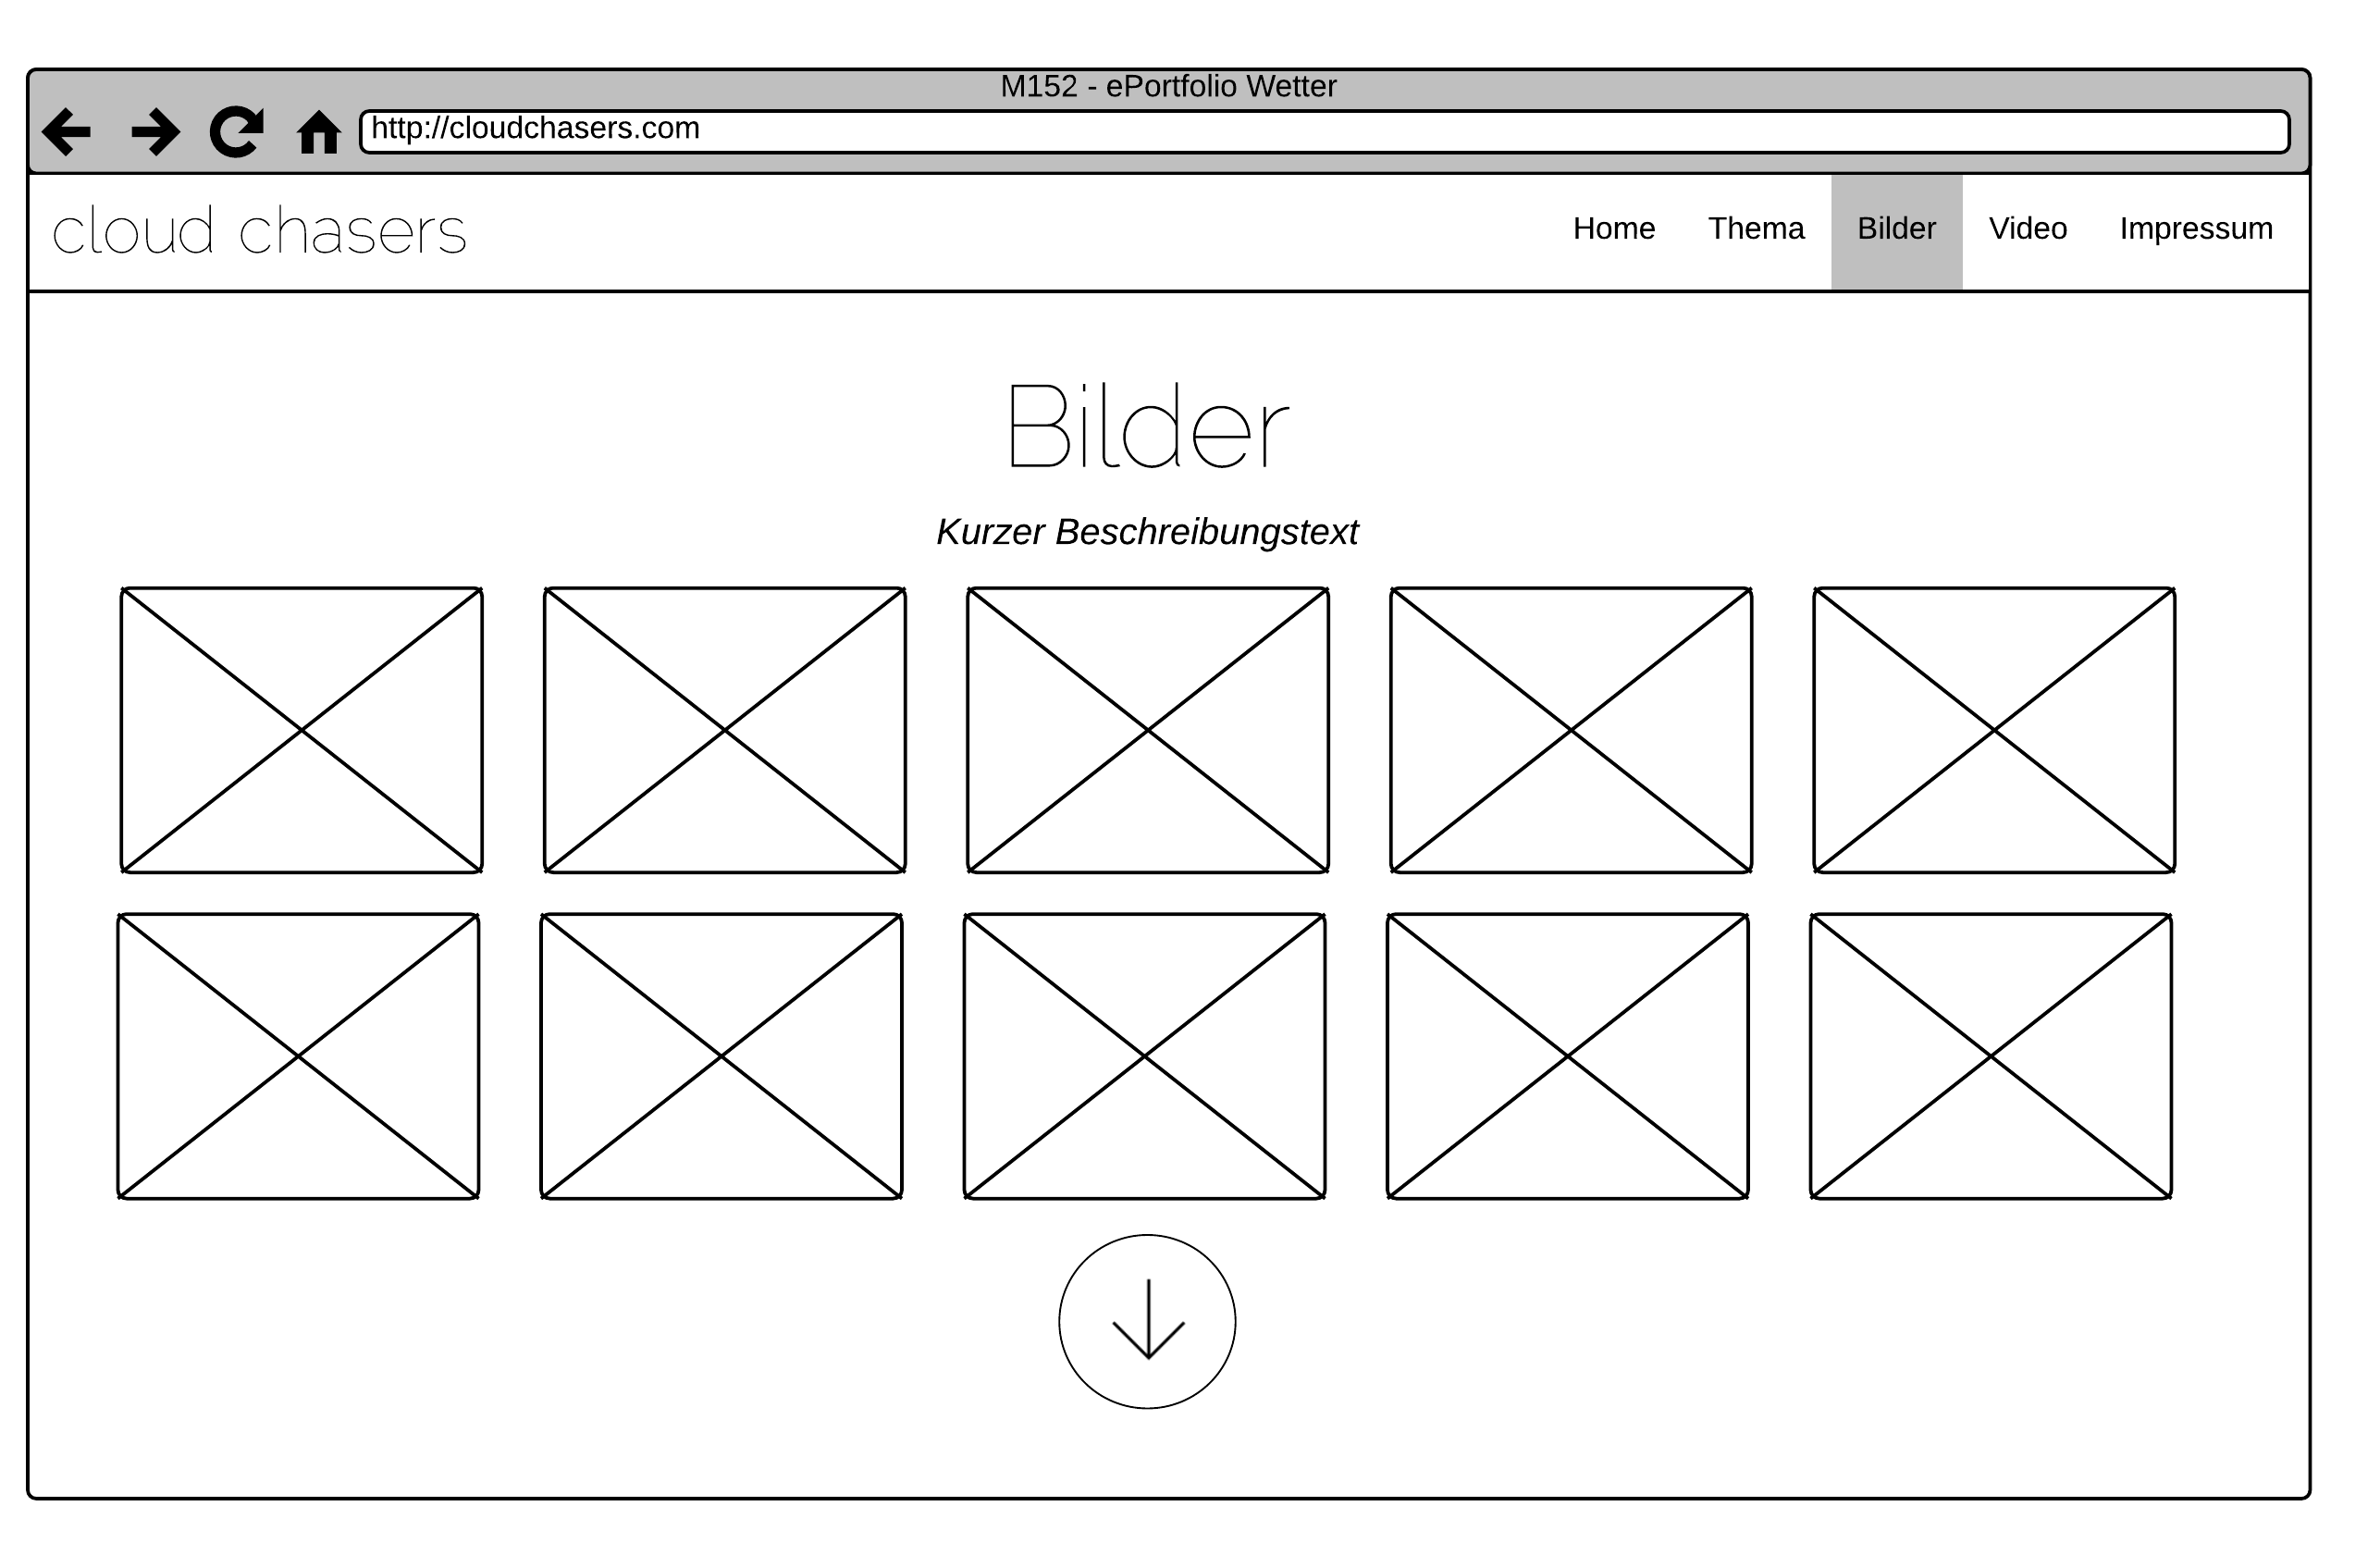 M152 - ePortfolio Wetter
http://cloudchasers.com
cloud chasers
Home Thema Bilder Video Impressum
Bilder
Kurzer Beschreibungstext